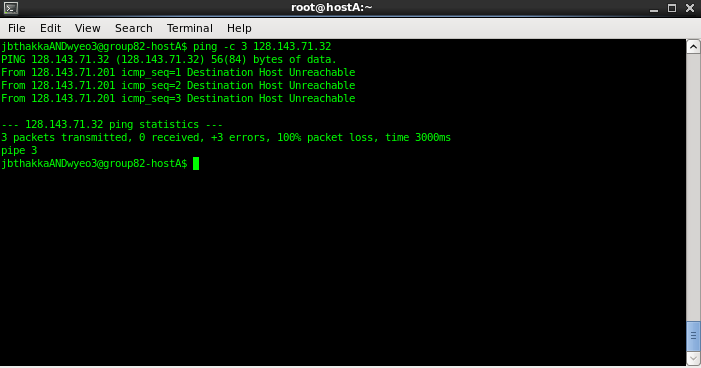 root@hostA:~
File Edit View Search Terminal Help
jbthakkaANDwyeo3@group82-hostA$ ping -c 3 128.143.71.32
PING 128.143.71.32 (128.143.71.32) 56(84) bytes of data.
From 128.143.71.201 icmp_seq=1 Destination Host Unreachable
From 128.143.71.201 icmp_seq=2 Destination Host Unreachable
From 128.143.71.201 icmp_seq=3 Destination Host Unreachable
--- 128.143.71.32 ping statistics ---
3 packets transmitted, 0 received, +3 errors, 100% packet loss, time 3000ms
pipe 3
jbthakkaANDwyeo3@group82-hostA$